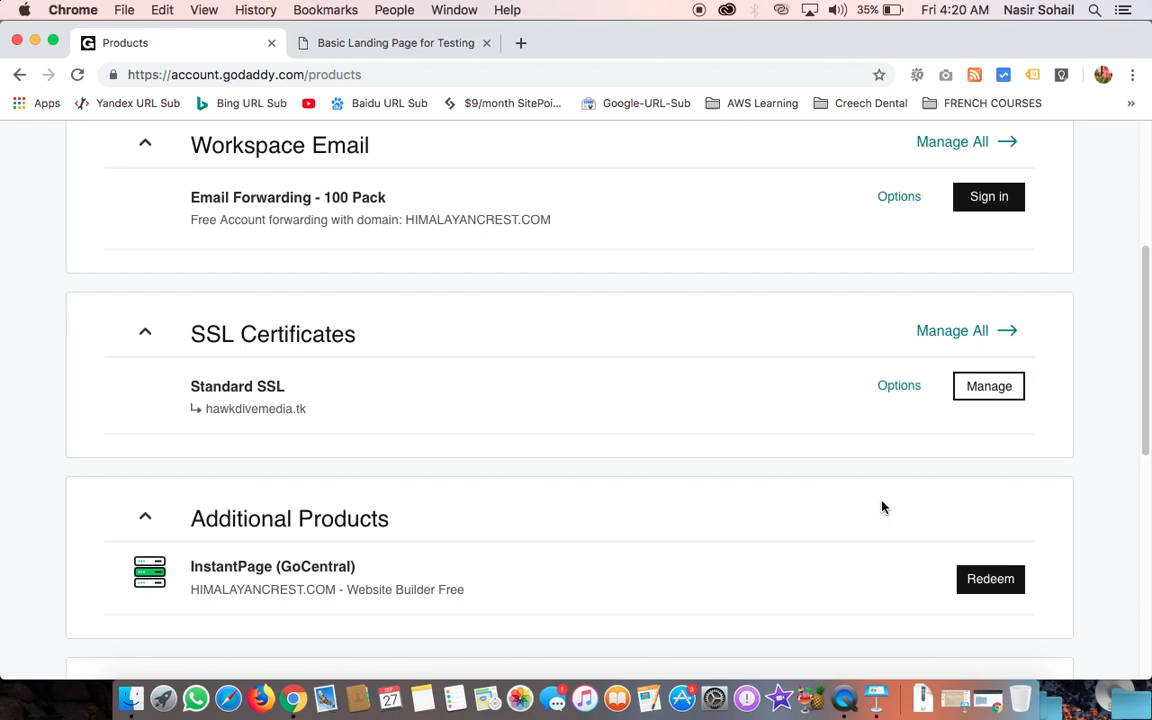 Chrome File Edit View History Bookmarks People Window Help 35% Fri 4:20 AM Nasir Sohail
G Products Basic Landing Page for Testing
https://account.godaddy.com/products
Apps Yandex URL Sub Bing URL Sub Baidu URL Sub $9/month SitePoi... Google-URL-Sub AWS Learning Creech Dental FRENCH COURSES »
Workspace Email Manage All
Email Forwarding - 100 Pack Options Sign in
Free Account forwarding with domain: HIMALAYANCREST.COM
SSL Certificates Manage All
Standard SSL Options Manage
hawkdivemedia.tk
Additional Products
InstantPage (GoCentral) Redeem
HIMALAYANCREST.COM - Website Builder Free
1 27 3